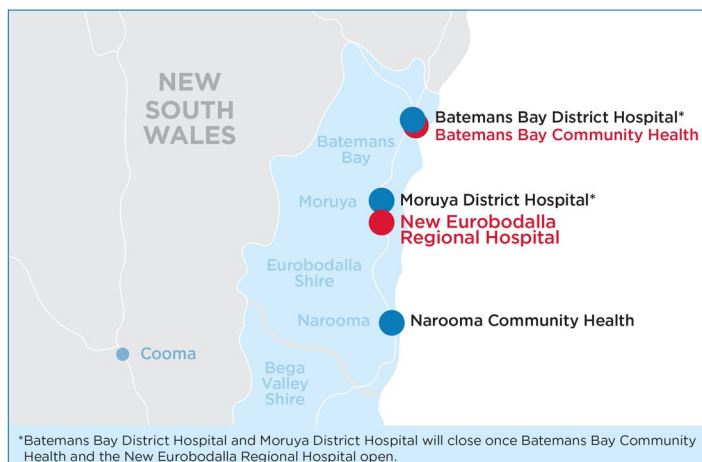 NEW
SOUTH
WALES
Batemans Bay District Hospital*
Batemans Bay Community Health
Batemans
Bay
Moruya
Moruya District Hospital*
New Eurobodalla
Regional Hospital
Eurobodalla
Shire
Narooma
Narooma Community Health
Cooma
Bega
Valley
Shire
*Batemans Bay District Hospital and Moruya District Hospital will close once Batemans Bay Community
Health and the New Eurobodalla Regional Hospital open.